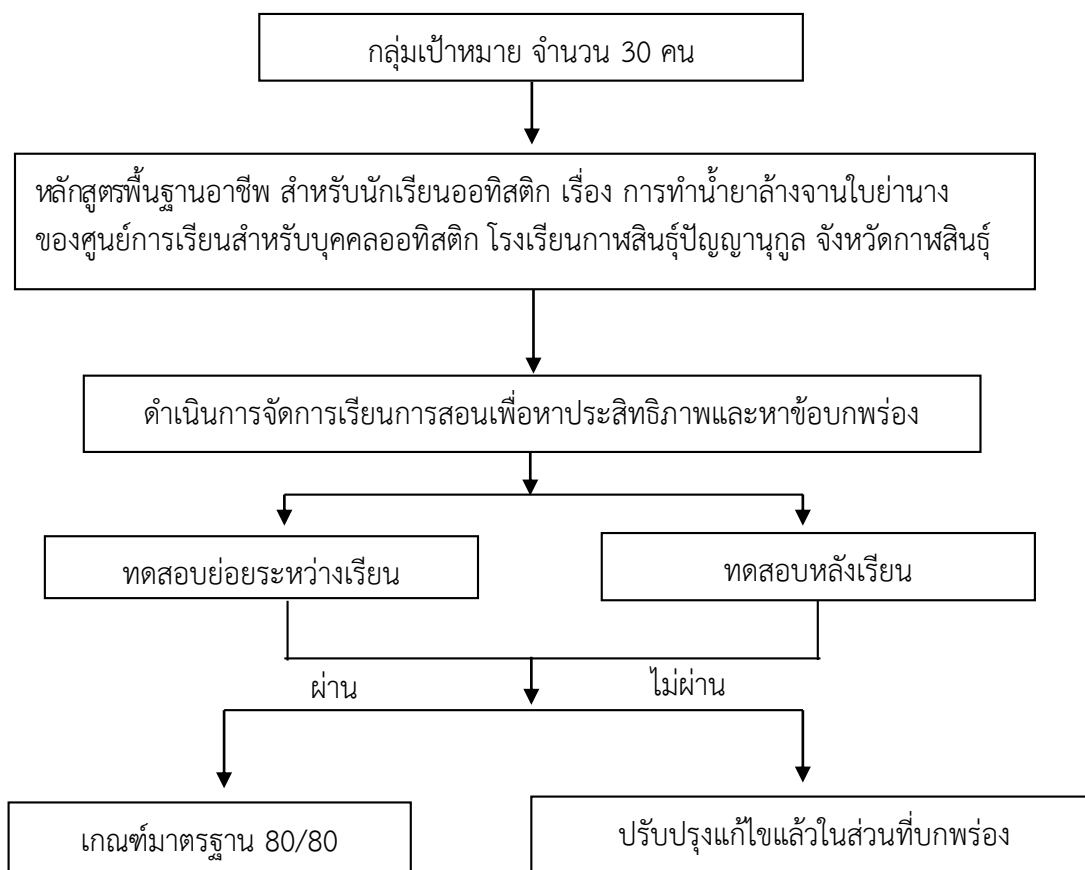 กลุ่มเป้าหมาย จำนวน 30 คน
หลักสูตรพื้นฐานอาชีพ สำหรับนักเรียนออทิสติก เรื่อง การทำน้ำยาล้างจานใบย่านาง
ของศูนย์การเรียนสำหรับบุคคลออทิสติก โรงเรียนกาฬสินธุ์ปัญญานุกูล จังหวัดกาฬสินธุ์
ดำเนินการจัดการเรียนการสอนเพื่อหาประสิทธิภาพและหาข้อบกพร่อง
ทดสอบย่อยระหว่างเรียน
ทดสอบหลังเรียน
ผ่าน
ไม่ผ่าน
เกณฑ์มาตรฐาน 80/80
ปรับปรุงแก้ไขแล้วในส่วนที่บกพร่อง